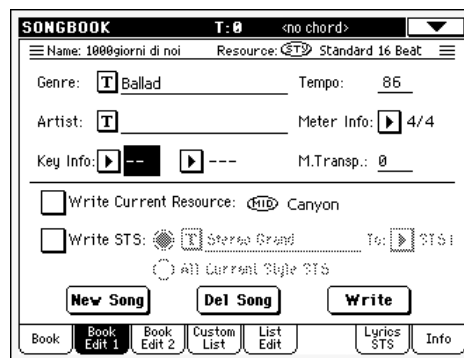 SONGBOOK T:0 <no chord>
Name: 1000giorni di noi Resource: STY Standard 16 Beat
Genre: T Ballad Tempo: 86
Artist: T Meter Info: 4/4
Key Info: -- --- M.Transp.: 0
Write Current Resource: MID Canyon
Write STS: T Stereo Grand To: STS1
All Current Style STS
New Song Del Song Write
Book Book Edit 1 Book Edit 2 Custom List List Edit Lyrics STS Info